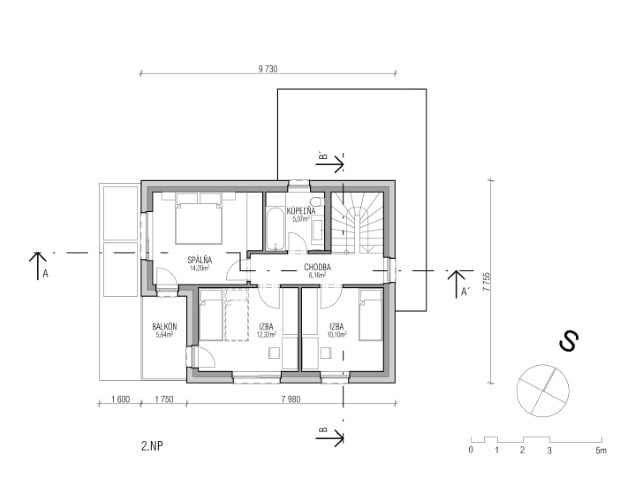 9 730
B´
KÚPEĽŇA
5,07m²
SPÁLŇA
14,20m²
CHODBA
6,16m²
A
A´
7 755
BALKÓN
5,64m²
IZBA
12,32m²
IZBA
10,10m²
S
1 600
1 750
7 980
B
2.NP
0 1 2 3 5m